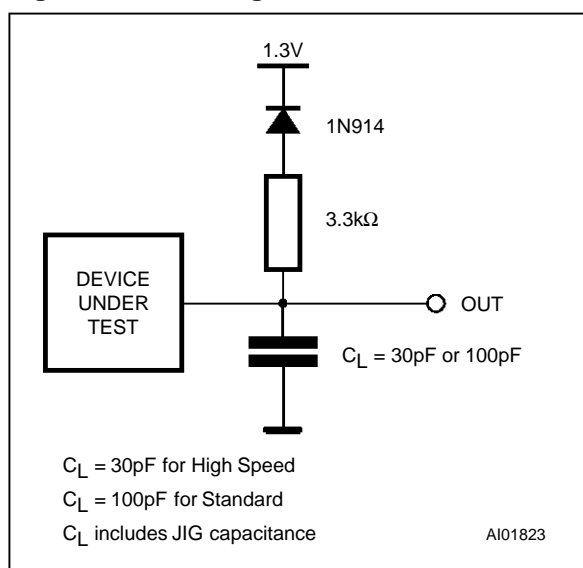 1.3V
1N914
3.3kΩ
DEVICE
UNDER
TEST
OUT
CL = 30pF or 100pF
CL = 30pF for High Speed
CL = 100pF for Standard
CL includes JIG capacitance
AI01823